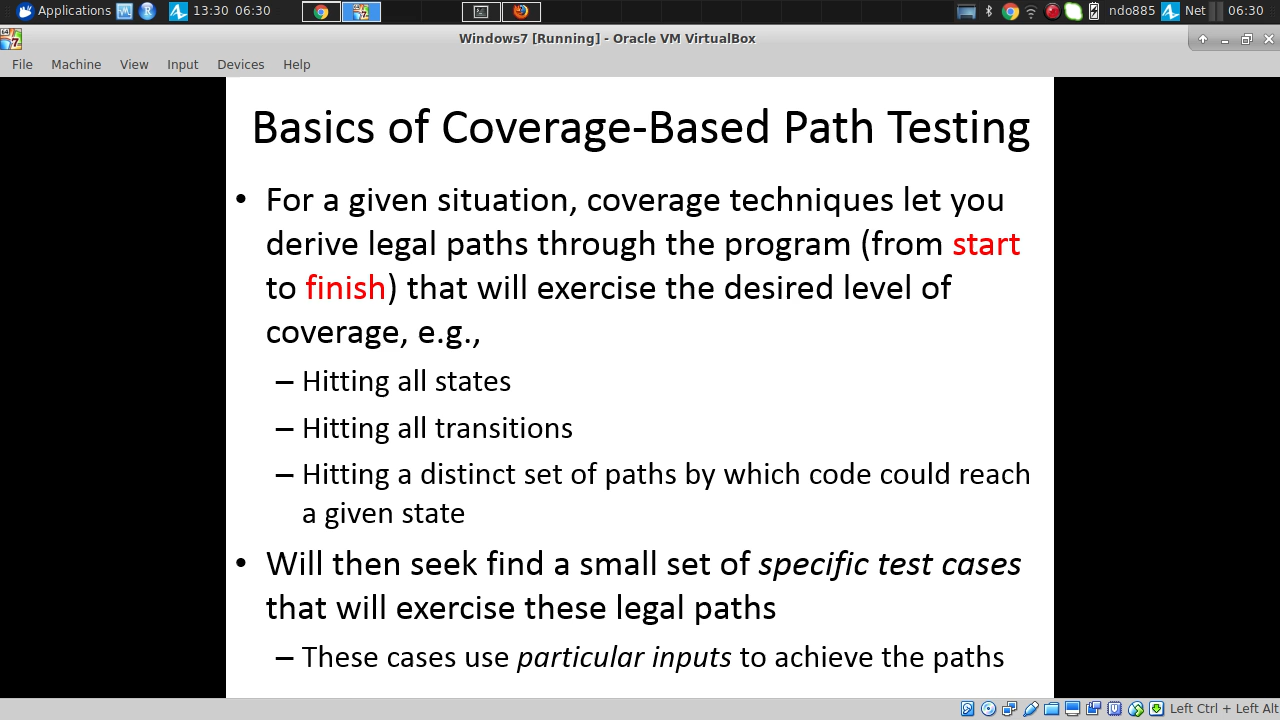 Applications 13:30 06:30 ndo885 Net 06:30
Windows7 [Running] - Oracle VM VirtualBox
File Machine View Input Devices Help
Basics of Coverage-Based Path Testing
• For a given situation, coverage techniques let you
derive legal paths through the program (from start
to finish) that will exercise the desired level of
coverage, e.g.,
– Hitting all states
– Hitting all transitions
– Hitting a distinct set of paths by which code could reach
a given state
• Will then seek find a small set of specific test cases
that will exercise these legal paths
– These cases use particular inputs to achieve the paths
Left Ctrl + Left Alt